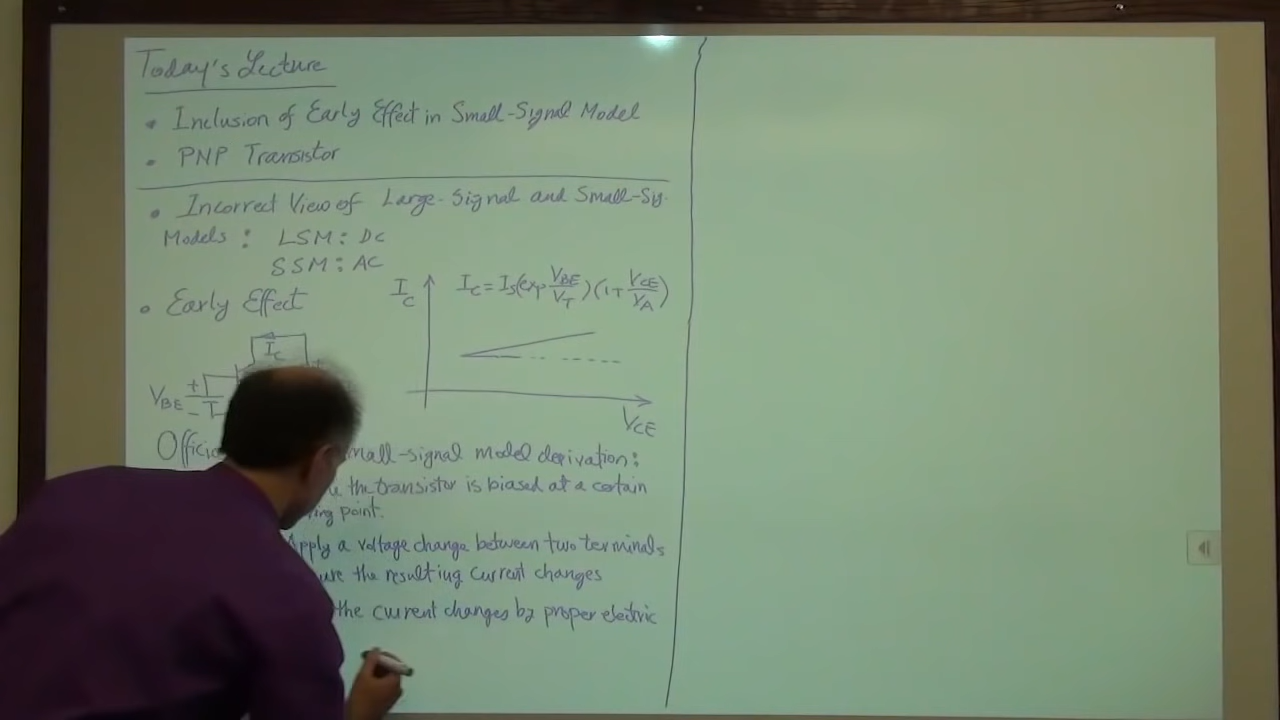 Today's Lecture
• Inclusion of Early Effect in Small-Signal Model
• PNP Transistor
• Incorrect View of Large-Signal and Small-Sig.
Models : LSM : DC
SSM : AC
• Early Effect
I_C
I_C = I_S(exp V_BE/V_T)(1+V_CE/V_A)
I_C
V_BE
+
-
+
V_CE
small-signal model derivation:
the transistor is biased at a certain
point.
Apply a voltage change between two terminals
the resulting current changes
the current changes by proper electric